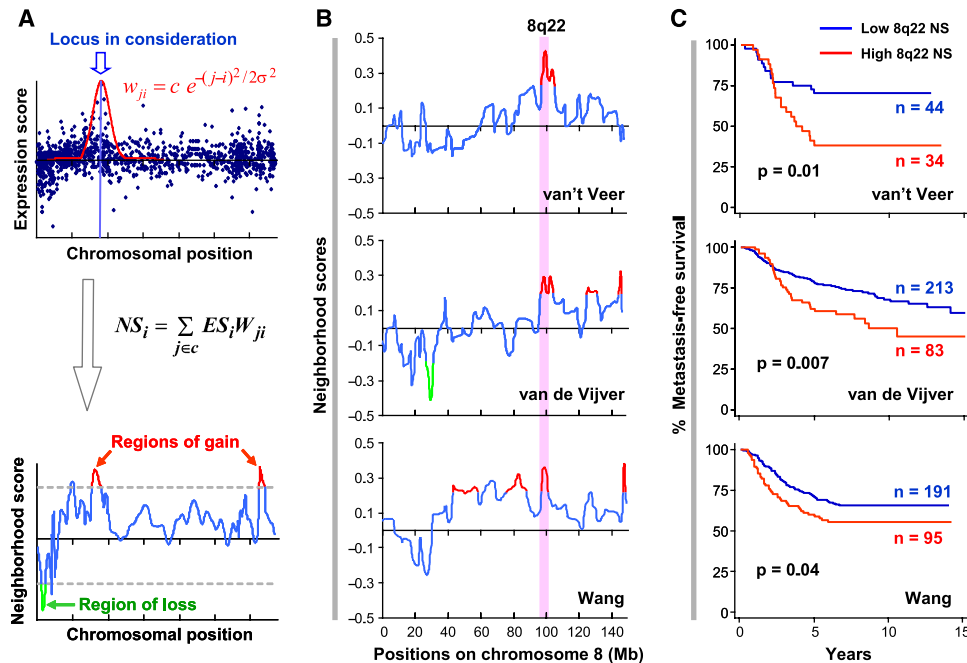 A
Locus in consideration
w_ji = c e^-(j-i)^2/2σ^2
Expression score
Chromosomal position
NS_i = Σ ES_i W_ji
j∈c
Neighborhood score
Regions of gain
Region of loss
Chromosomal position
B
8q22
0.5
0.3
0.1
−0.1
−0.3
−0.5
van't Veer
0.5
0.3
0.1
−0.1
−0.3
−0.5
van de Vijver
0.5
0.3
0.1
−0.1
−0.3
−0.5
Wang
Neighborhood scores
0 20 40 60 80 100 120 140
Positions on chromosome 8 (Mb)
C
Low 8q22 NS
High 8q22 NS
100
75
50
25
0
n = 44
n = 34
p = 0.01
van't Veer
100
75
50
25
0
n = 213
n = 83
p = 0.007
van de Vijver
100
75
50
25
0
n = 191
n = 95
p = 0.04
Wang
% Metastasis-free survival
0 5 10 15
Years